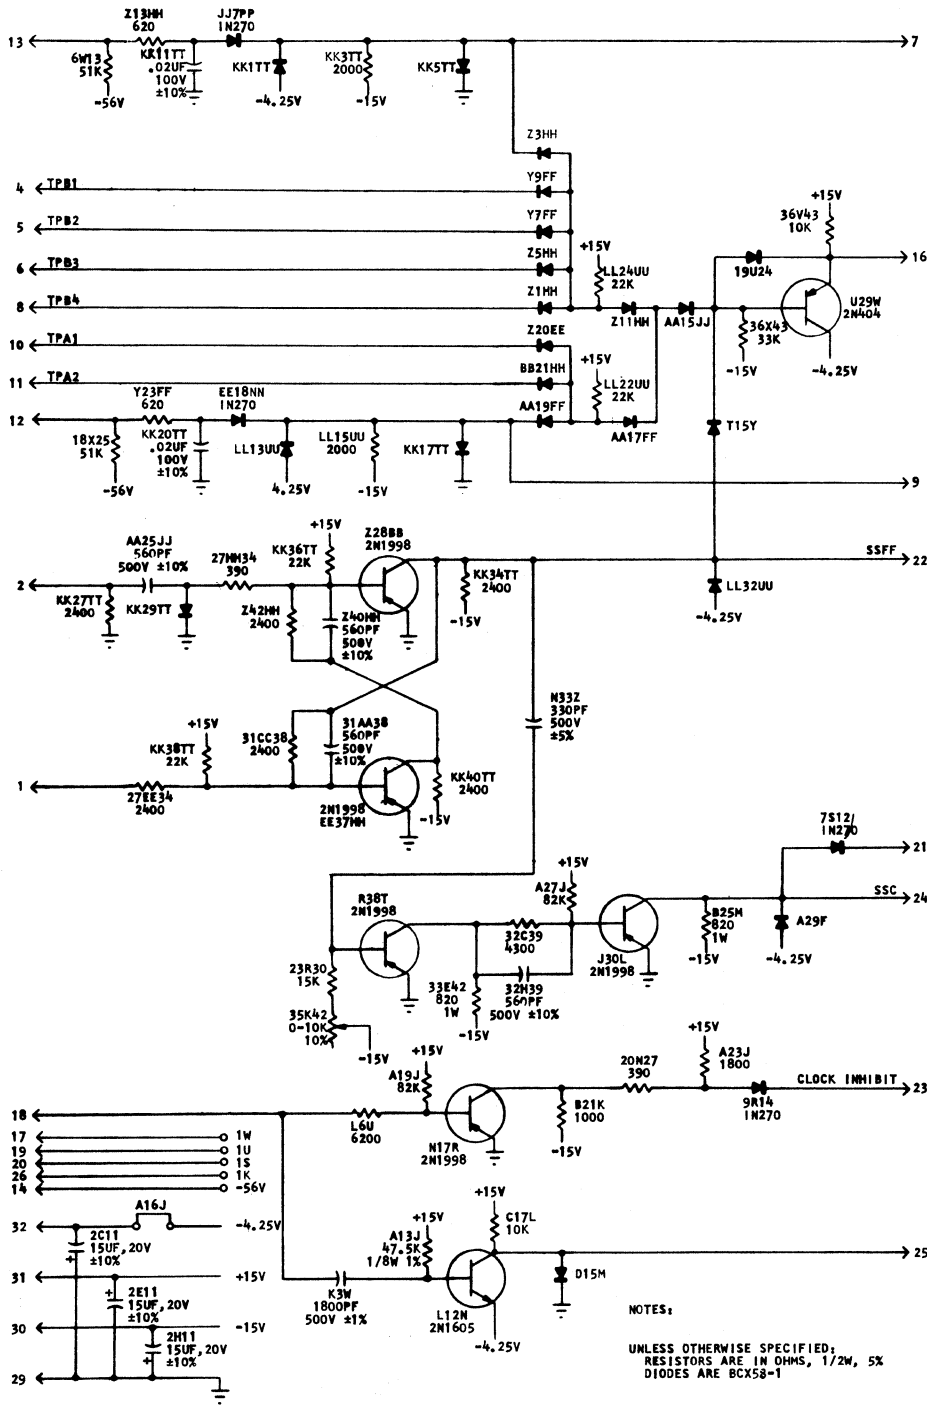 Z13HH
620
JJ7PP
IN270
13
7
6W13
51K
-56V
KR11TT
.02UF
100V
±10%
KK1TT
-4.25V
KK3TT
2000
-15V
KK5TT
Z3HH
4
TPB1
Y9FF
5
TPB2
Y7FF
6
TPB3
Z5HH
8
TPB4
Z1HH
+15V
LL24UU
22K
Z11HH
AA15JJ
+15V
36V43
10K
19U24
16
U29W
2N404
36X43
33K
-15V
-4.25V
10
TPA1
Z20EE
11
TPA2
BB21HH
+15V
LL22UU
22K
12
Y23FF
620
EE18NN
IN270
AA19FF
AA17FF
18X25
51K
-56V
KK20TT
.02UF
100V
±10%
LL13UU
4.25V
LL15UU
2000
-15V
KK17TT
T15Y
9
AA25JJ
560PF
500V ±10%
27HH34
390
+15V
KK36TT
22K
Z28BB
2N1998
SSFF
22
2
KK27TT
2400
KK29TT
Z42HH
2400
Z40HH
560PF
500V
±10%
KK34TT
2400
-15V
LL32UU
-4.25V
N33Z
330PF
500V
±5%
+15V
KK38TT
22K
31CC38
2400
31AA38
560PF
500V
±10%
1
27EE34
2400
2N1998
EE37HH
KK40TT
2400
-15V
7S12
IN270
21
R38T
2N1998
+15V
A27J
82K
SSC
24
32C39
4300
J30L
2N1998
B25M
820
1W
-15V
A29F
-4.25V
23R30
15K
35K42
0-10K
10%
-15V
33E42
820
1W
-15V
32H39
560PF
500V ±10%
+15V
A19J
82K
20N27
390
+15V
A23J
1800
CLOCK INHIBIT
23
9R14
IN270
18
L6U
6200
N17R
2N1998
B21K
1000
-15V
17
1W
19
1U
20
1S
26
1K
14
-56V
32
A16J
-4.25V
2C11
15UF,20V
±10%
+15V
A13J
47.5K
1/8W 1%
+15V
C17L
10K
25
31
+15V
2E11
15UF,20V
±10%
K3W
1800PF
500V ±1%
L12N
2N1605
-4.25V
D15M
30
-15V
2H11
15UF,20V
±10%
29
NOTES:
UNLESS OTHERWISE SPECIFIED:
RESISTORS ARE IN OHMS, 1/2W, 5%
DIODES ARE BCX58-1